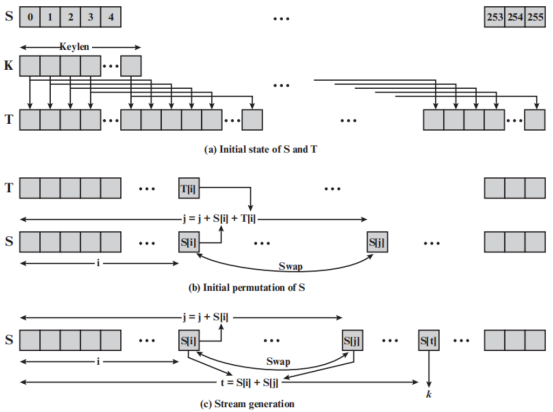 S 0 1 2 3 4 ... 253 254 255
Keylen
K ... ...
T ... ... ... ...
(a) Initial state of S and T
T ... T[i] ...
j = j + S[i] + T[i]
S ... S[i] ... S[j] ...
i Swap
(b) Initial permutation of S
j = j + S[i]
S ... S[i] ... S[j] ... S[t] ...
i Swap
t = S[i] + S[j]
k
(c) Stream generation